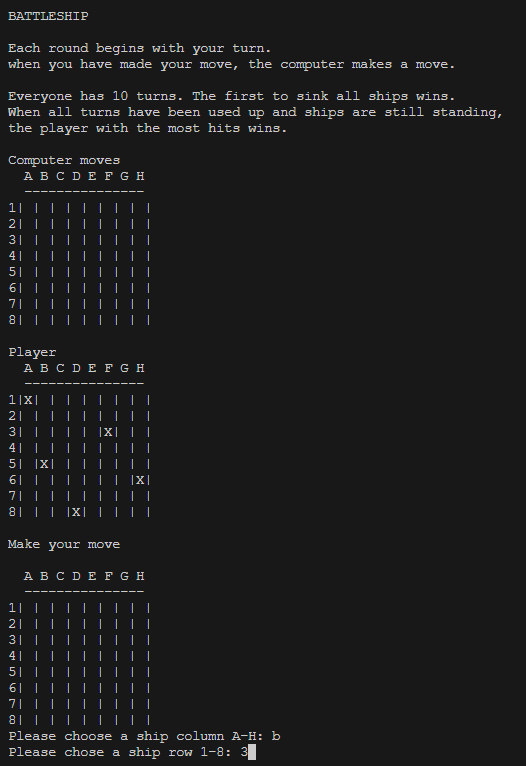 BATTLESHIP
Each round begins with your turn.
when you have made your move, the computer makes a move.
Everyone has 10 turns. The first to sink all ships wins.
When all turns have been used up and ships are still standing,
the player with the most hits wins.
Computer moves
  A B C D E F G H
  ---------------
1| | | | | | | | |
2| | | | | | | | |
3| | | | | | | | |
4| | | | | | | | |
5| | | | | | | | |
6| | | | | | | | |
7| | | | | | | | |
8| | | | | | | | |
Player
  A B C D E F G H
  ---------------
1|X| | | | | | | |
2| | | | | | | | |
3| | | | | |X| | |
4| | | | | | | | |
5| |X| | | | | | |
6| | | | | | | |X|
7| | | | | | | | |
8| | | |X| | | | |
Make your move
  A B C D E F G H
  ---------------
1| | | | | | | | |
2| | | | | | | | |
3| | | | | | | | |
4| | | | | | | | |
5| | | | | | | | |
6| | | | | | | | |
7| | | | | | | | |
8| | | | | | | | |
Please choose a ship column A-H: b
Please chose a ship row 1-8: 3